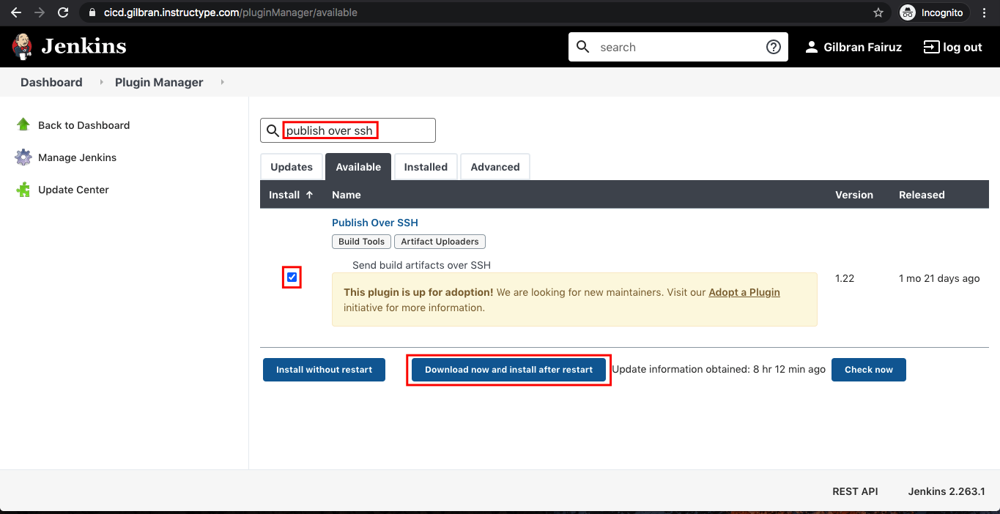 cicd.gilbran.instructype.com/pluginManager/available
Incognito
Jenkins
search
Gilbran Fairuz
log out
Dashboard
Plugin Manager
Back to Dashboard
Manage Jenkins
Update Center
publish over ssh
Updates
Available
Installed
Advanced
Install ↑ Name Version Released
Publish Over SSH
Build Tools Artifact Uploaders
Send build artifacts over SSH
This plugin is up for adoption! We are looking for new maintainers. Visit our Adopt a Plugin
initiative for more information.
1.22
1 mo 21 days ago
Install without restart
Download now and install after restart
Update information obtained: 8 hr 12 min ago
Check now
REST API
Jenkins 2.263.1